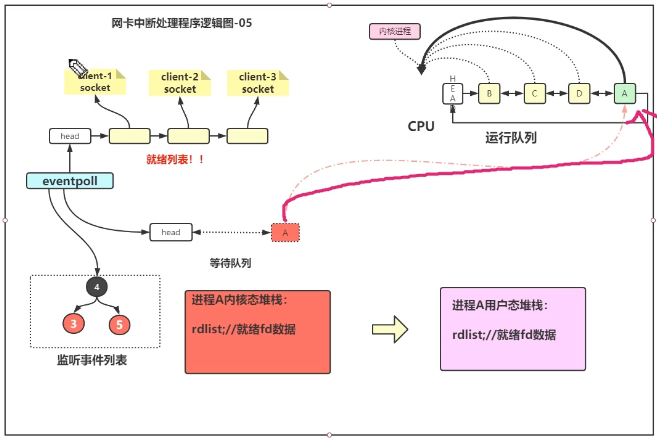 网卡中断处理程序逻辑图-05
内核进程
client-1
socket
client-2
socket
client-3
socket
HEAD
B
C
D
A
CPU
运行队列
head
就绪列表！！
eventpoll
head
A
等待队列
4
3
5
监听事件列表
进程A内核态堆栈：
rdlist;//就绪fd数据
进程A用户态堆栈：
rdlist;//就绪fd数据